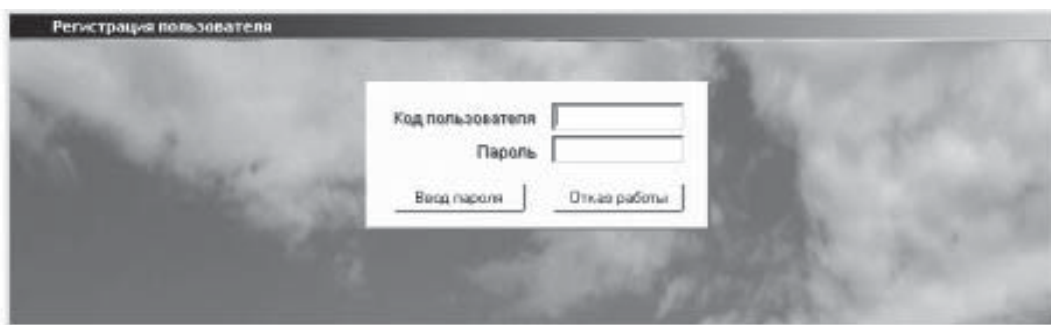 Регистрация пользователя
Код пользователя
Пароль
Ввод пароля
Отказ работы